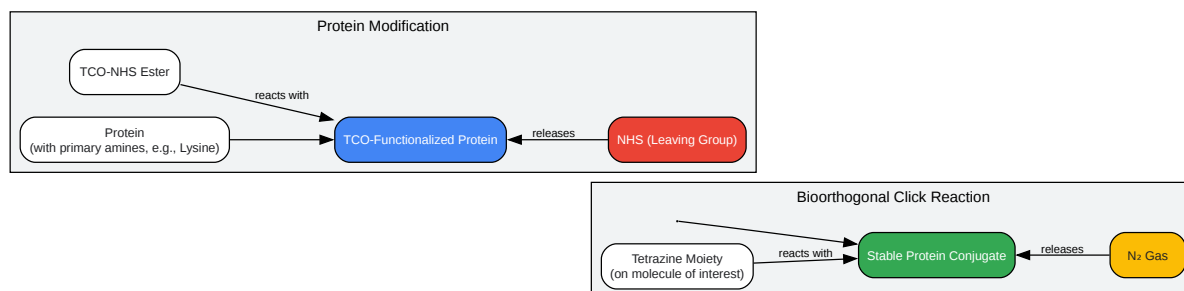 Protein Modification
TCO-NHS Ester
reacts with
Protein
(with primary amines, e.g., Lysine)
TCO-Functionalized Protein
releases
NHS (Leaving Group)
Bioorthogonal Click Reaction
Tetrazine Moiety
(on molecule of interest)
reacts with
Stable Protein Conjugate
releases
N₂ Gas